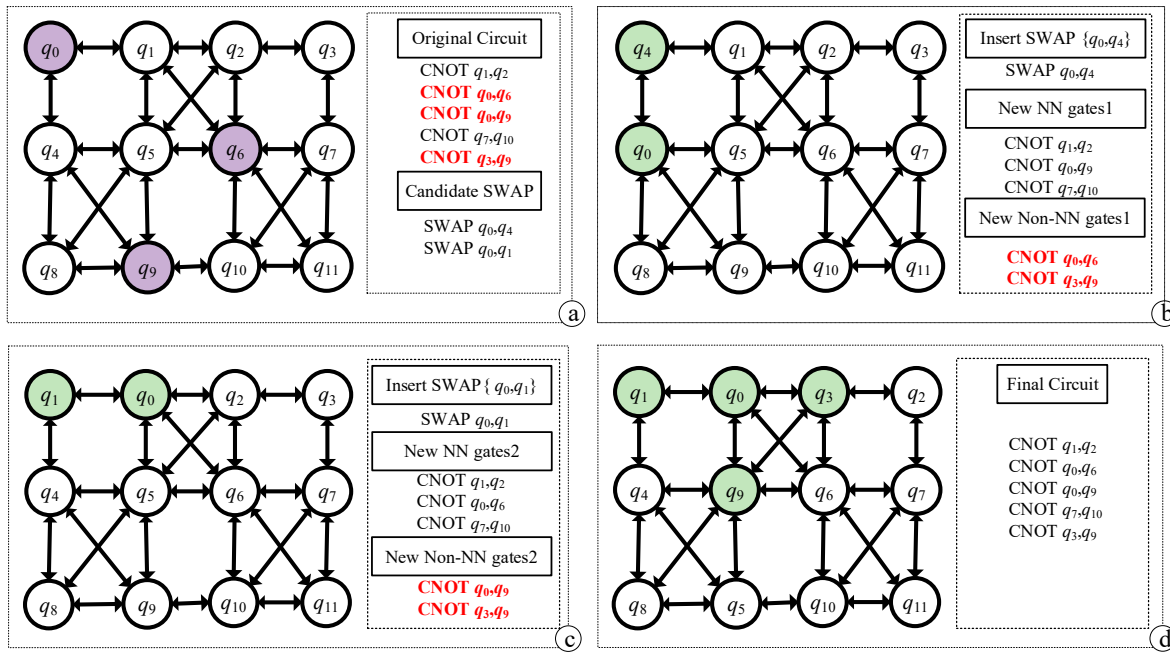 q0 q1 q2 q3
q4 q5 q6 q7
q8 q9 q10 q11
Original Circuit
CNOT q1,q2
CNOT q0,q6
CNOT q0,q9
CNOT q7,q10
CNOT q3,q9
Candidate SWAP
SWAP q0,q4
SWAP q0,q1
a
q4 q1 q2 q3
q0 q5 q6 q7
q8 q9 q10 q11
Insert SWAP {q0,q4}
SWAP q0,q4
New NN gates1
CNOT q1,q2
CNOT q0,q9
CNOT q7,q10
New Non-NN gates1
CNOT q0,q6
CNOT q3,q9
b
q1 q0 q2 q3
q4 q5 q6 q7
q8 q9 q10 q11
Insert SWAP{ q0,q1}
SWAP q0,q1
New NN gates2
CNOT q1,q2
CNOT q0,q6
CNOT q7,q10
New Non-NN gates2
CNOT q0,q9
CNOT q3,q9
c
q1 q0 q3 q2
q4 q9 q6 q7
q8 q5 q10 q11
Final Circuit
CNOT q1,q2
CNOT q0,q6
CNOT q0,q9
CNOT q7,q10
CNOT q3,q9
d